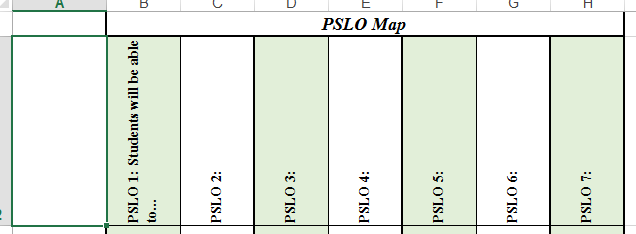 A B C D E F G H
PSLO Map
PSLO 1: Students will be able
to...
PSLO 2:
PSLO 3:
PSLO 4:
PSLO 5:
PSLO 6:
PSLO 7: